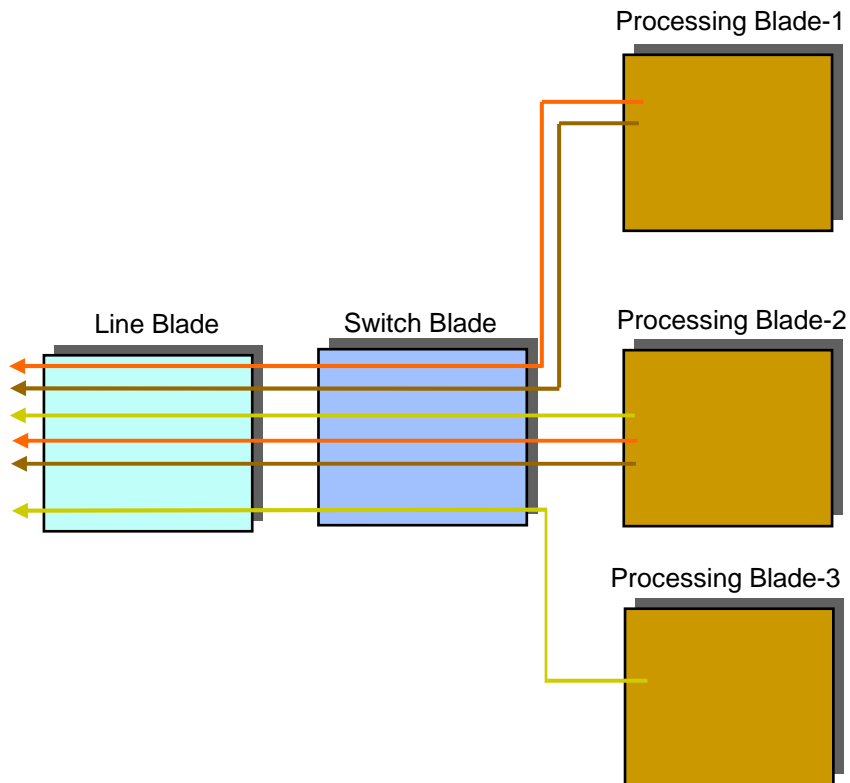 Processing Blade-1
Line Blade
Switch Blade
Processing Blade-2
Processing Blade-3